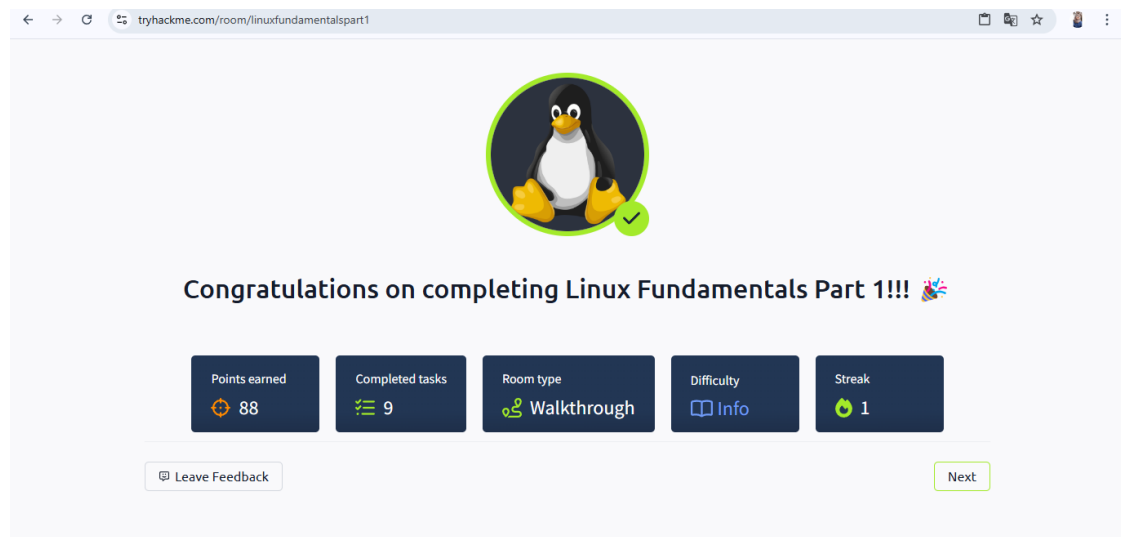 tryhackme.com/room/linuxfundamentalspart1
Congratulations on completing Linux Fundamentals Part 1!!! 🎉
Points earned
88
Completed tasks
9
Room type
Walkthrough
Difficulty
Info
Streak
1
Leave Feedback
Next